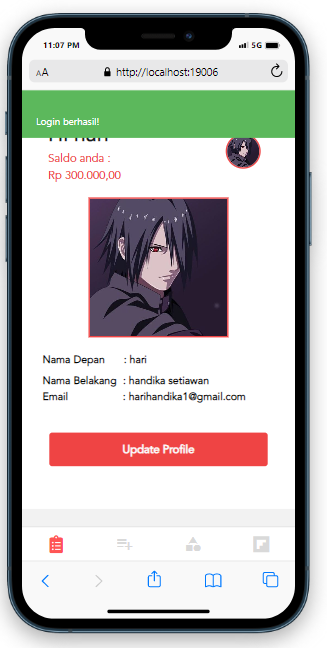 11:07 PM
5G
AA
http://localhost:19006
Login berhasil!
Hi hari
Saldo anda :
Rp 300.000,00
Nama Depan : hari
Nama Belakang : handika setiawan
Email : harihandika1@gmail.com
Update Profile